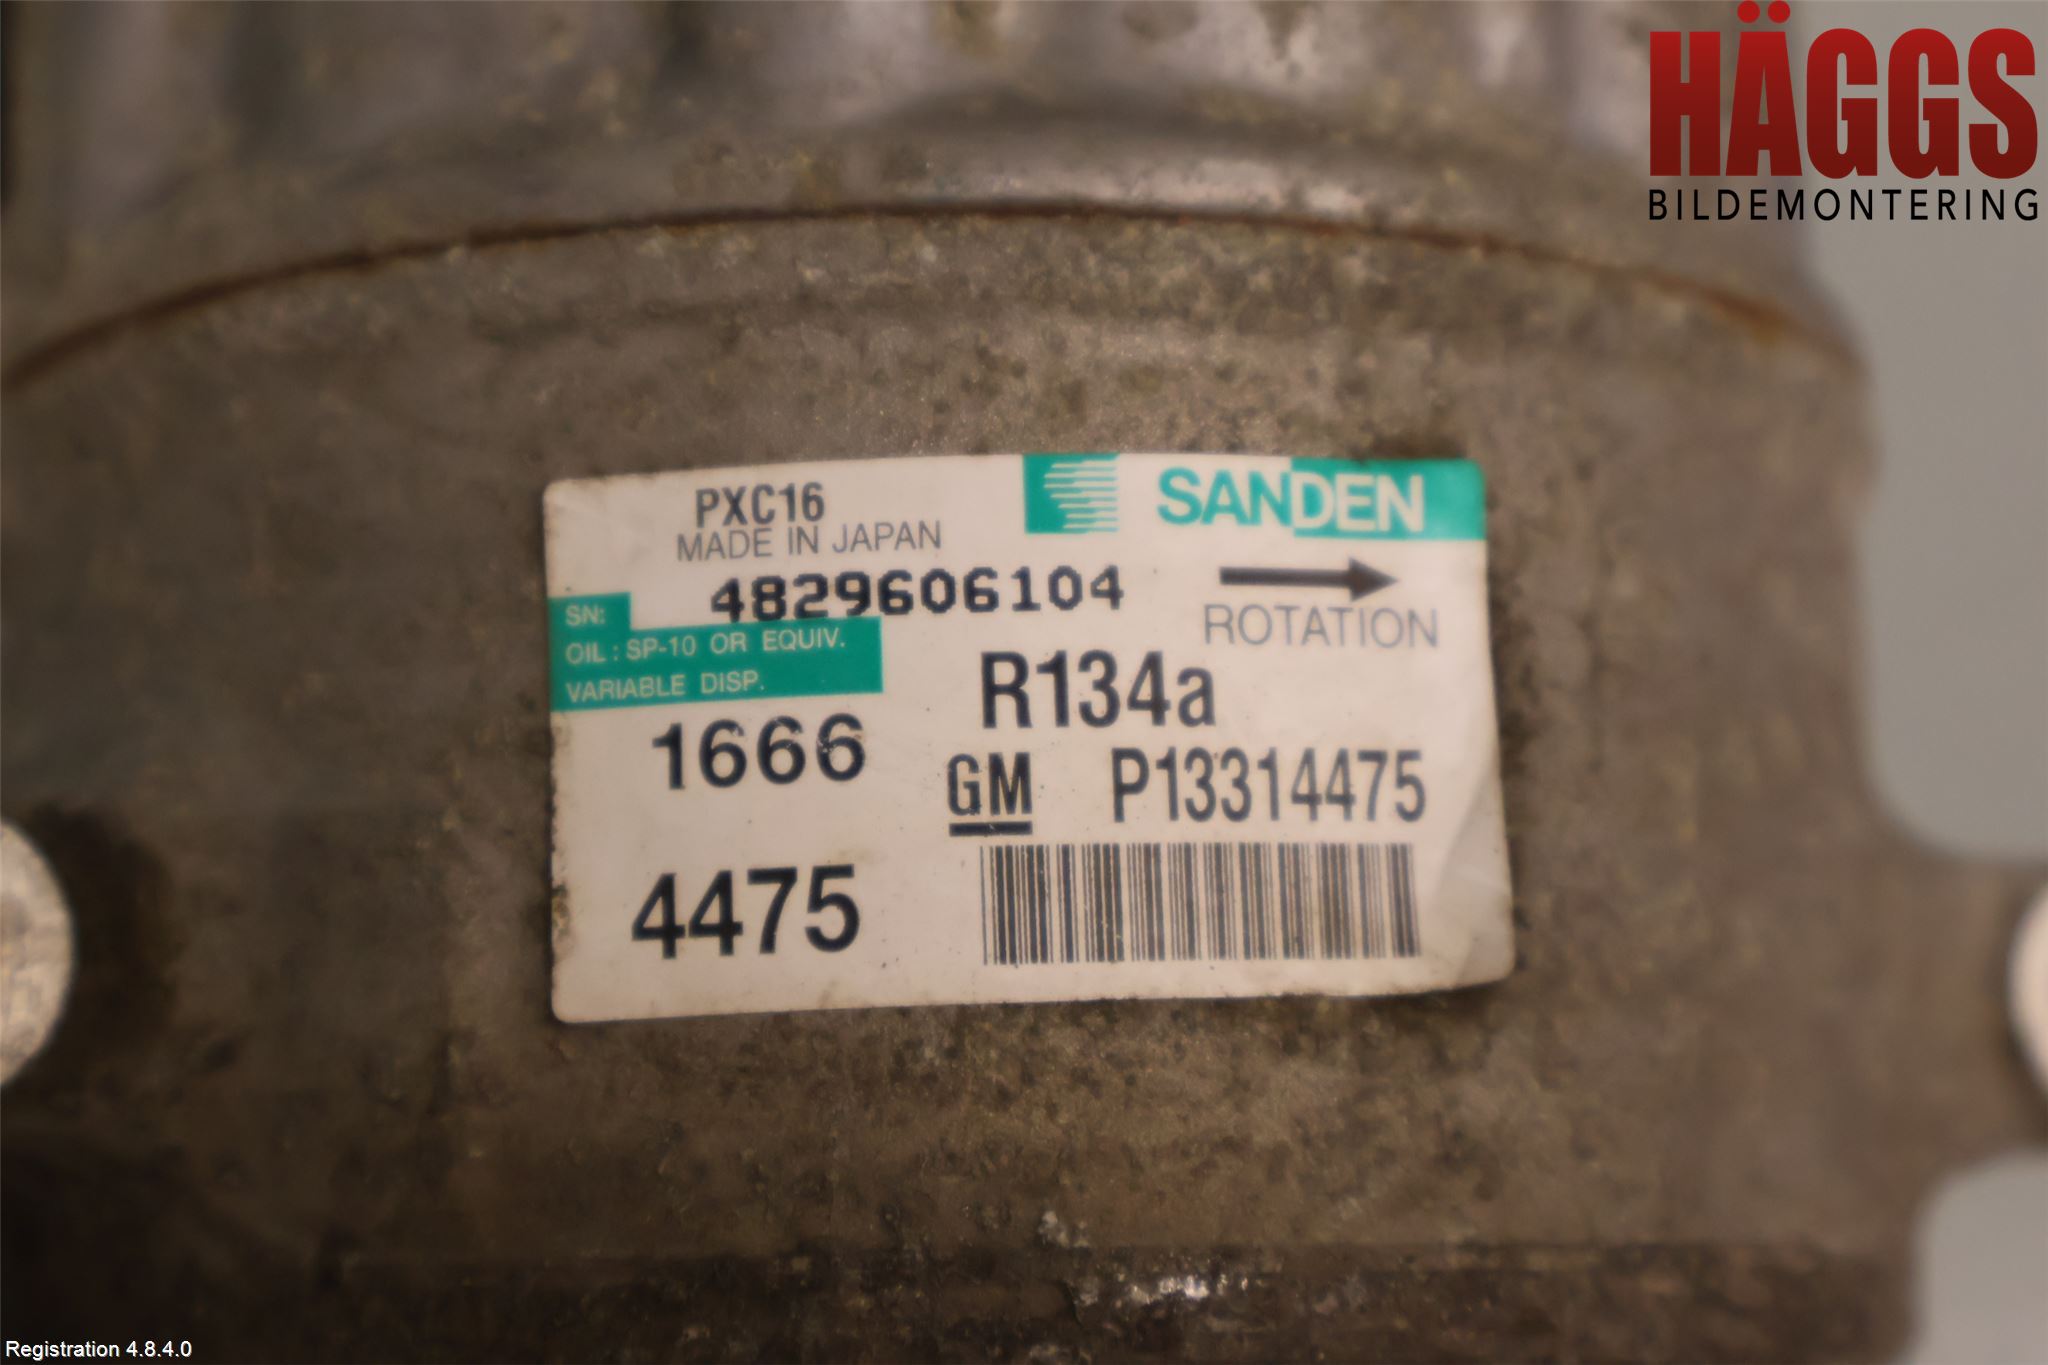 HÄGGS
BILDEMONTERING
PXC16
SANDEN
MADE IN JAPAN
SN: 4829606104
ROTATION
OIL : SP-10 OR EQUIV.
VARIABLE DISP.
R134a
1666
GM P13314475
4475
Registration 4.8.4.0